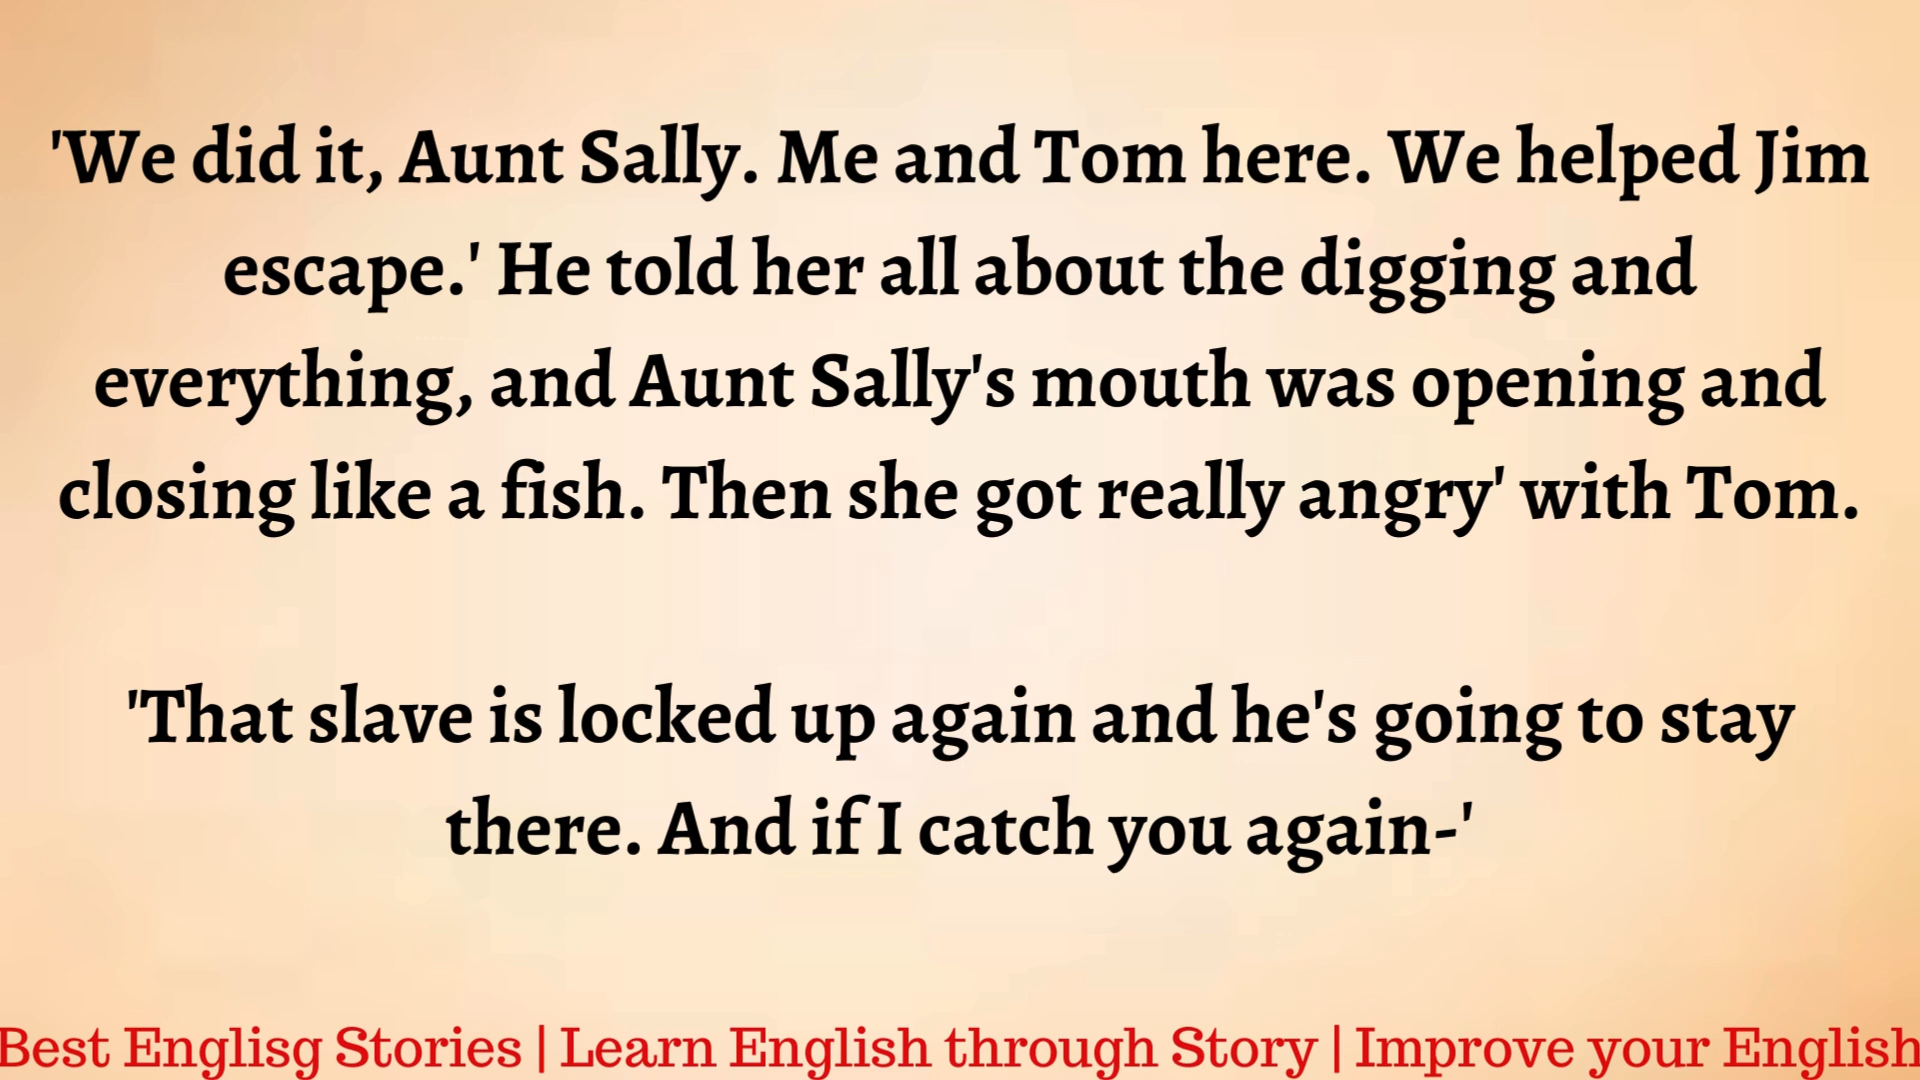 'We did it, Aunt Sally. Me and Tom here. We helped Jim
escape.' He told her all about the digging and
everything, and Aunt Sally's mouth was opening and
closing like a fish. Then she got really angry' with Tom.
'That slave is locked up again and he's going to stay
there. And if I catch you again-'
Best Englisg Stories | Learn English through Story | Improve your English